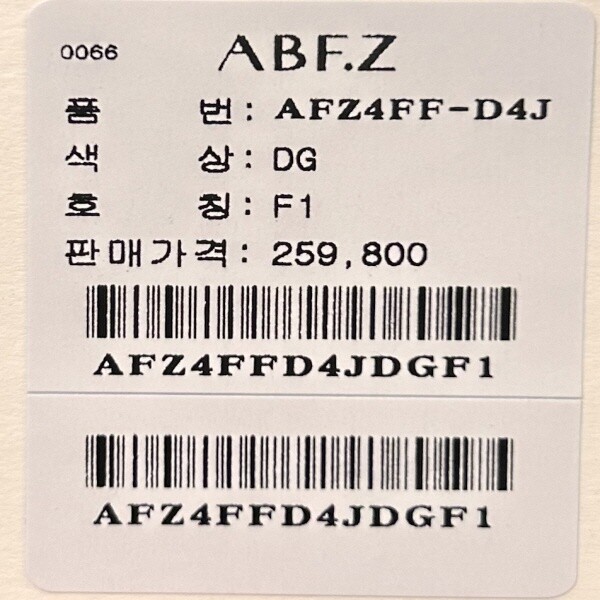 0066 ABF.Z
품 번 : AFZ4FF-D4J
색 상 : DG
호 칭 : F1
판매가격 : 259,800
AFZ4FFD4JDGF1
AFZ4FFD4JDGF1